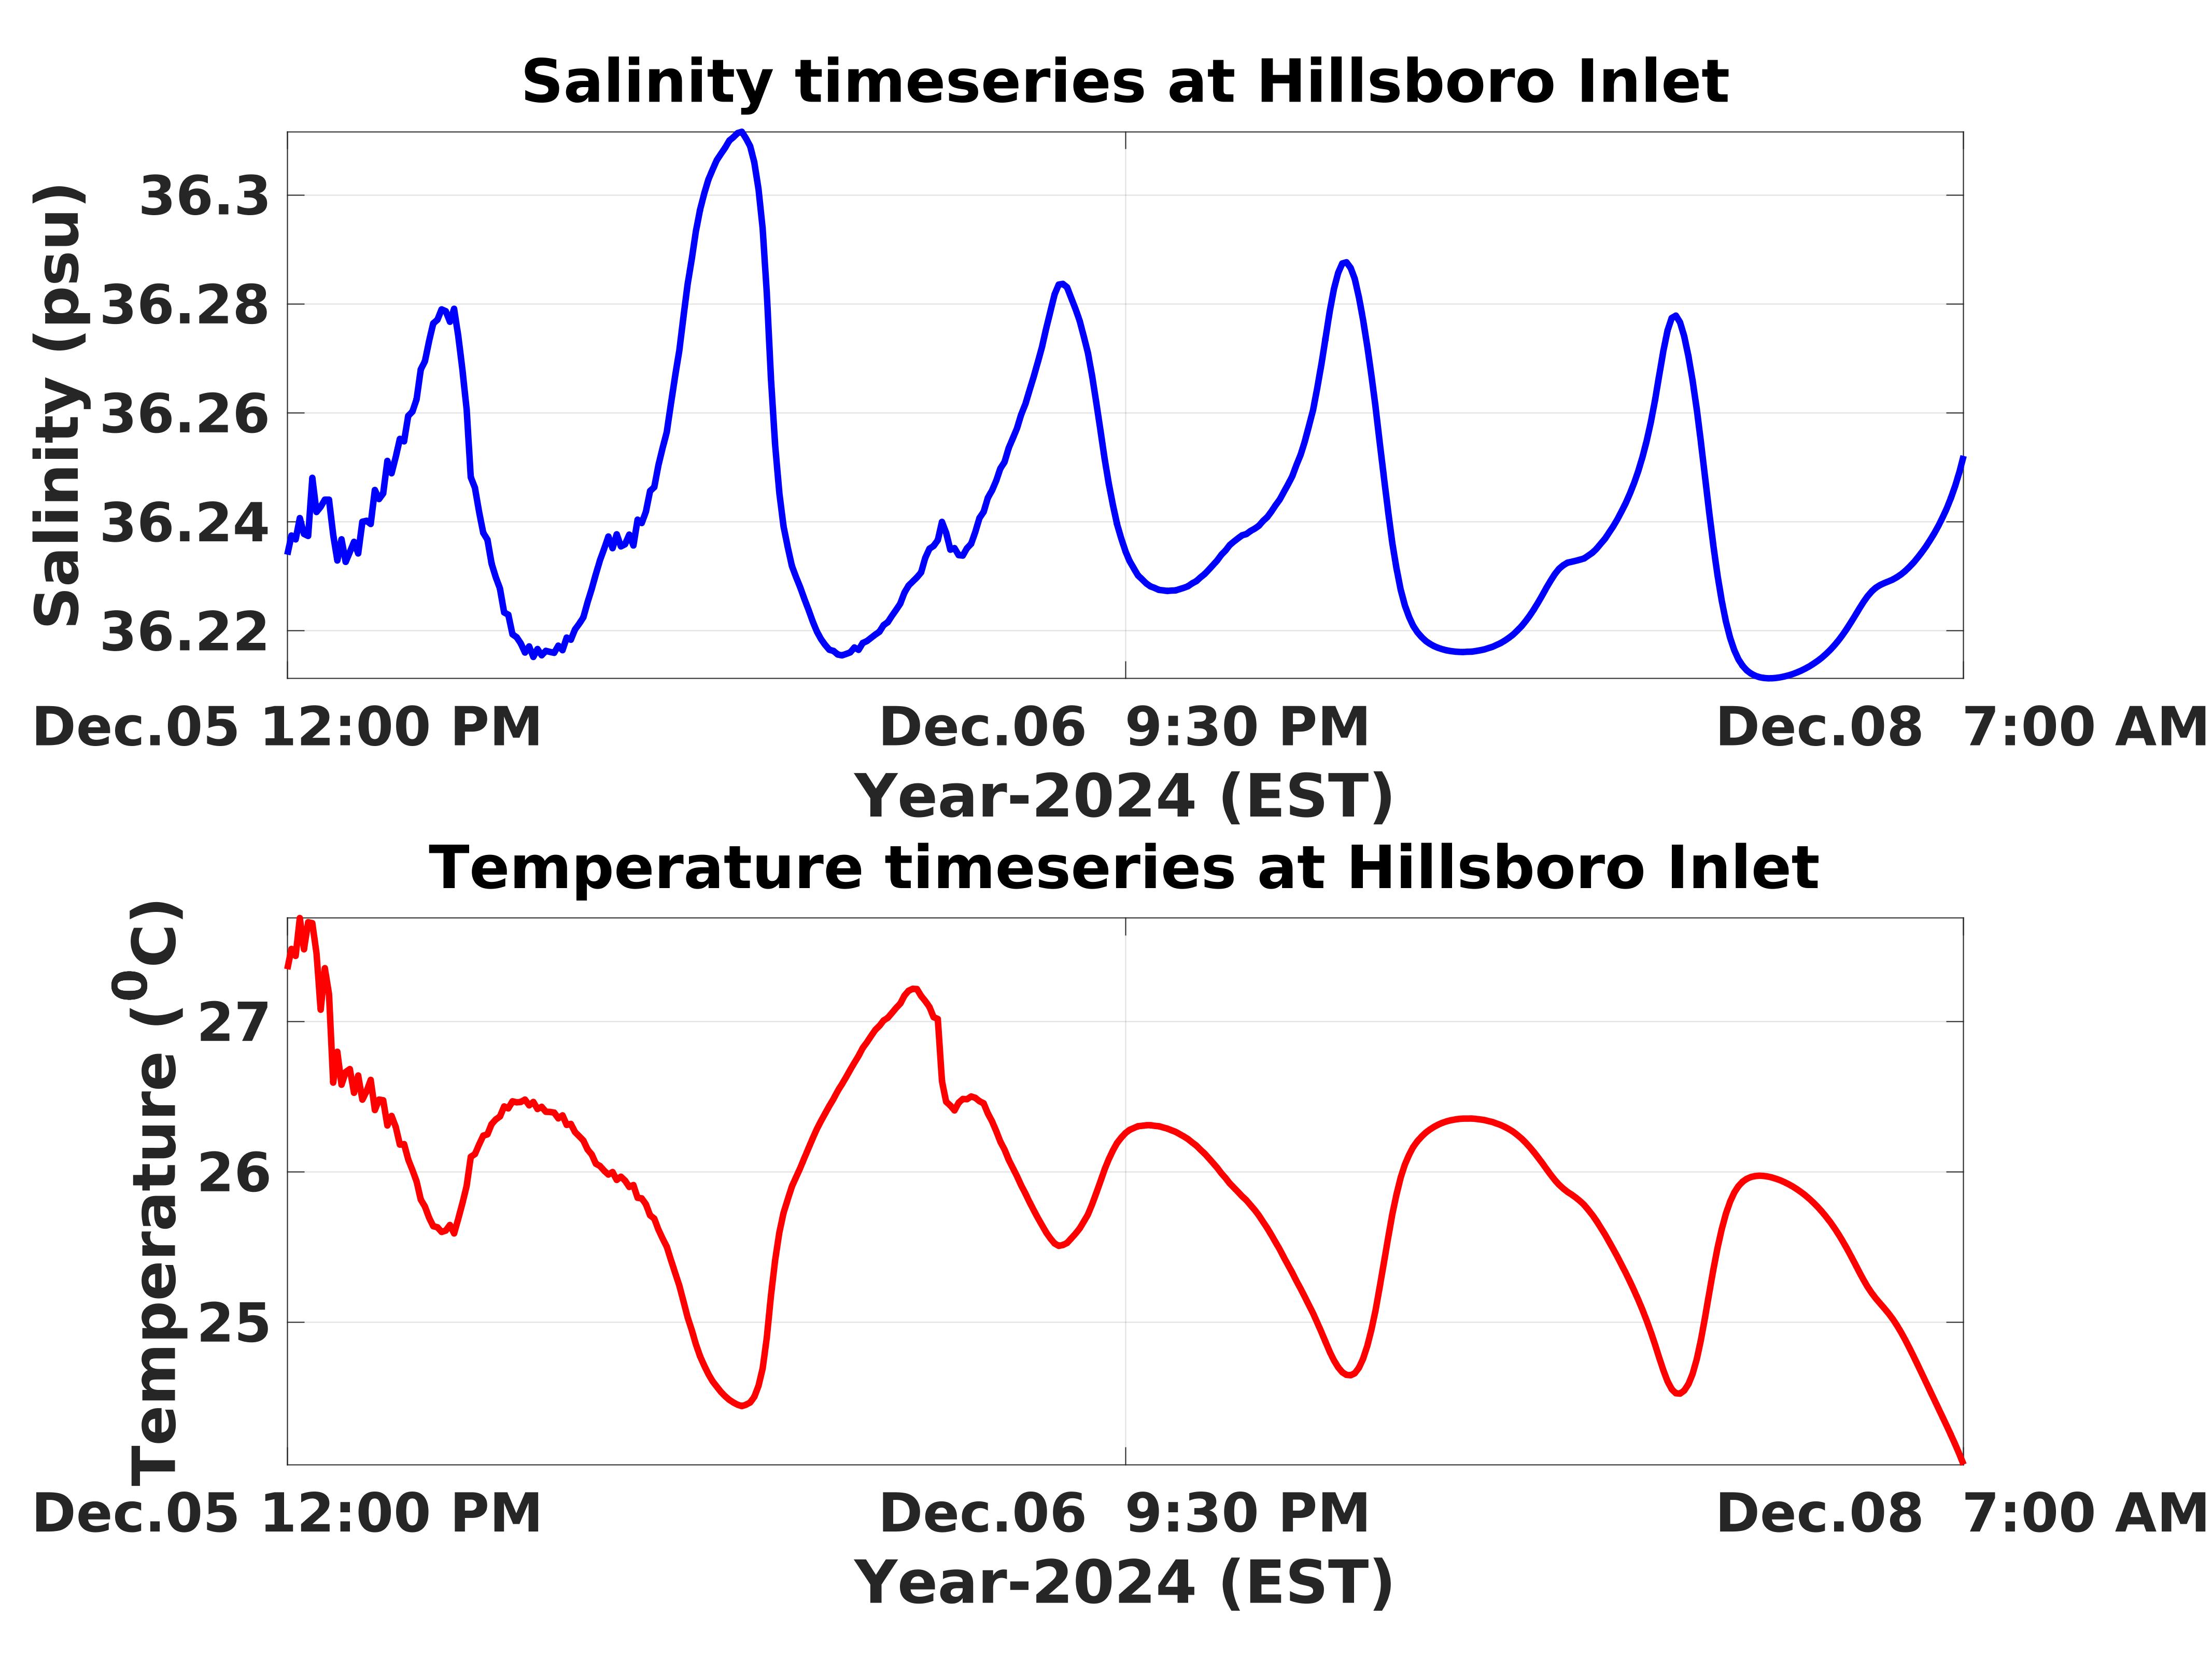 Salinity timeseries at Hillsboro Inlet
Salinity (psu)
36.3
36.28
36.26
36.24
36.22
Dec.05 12:00 PM Dec.06 9:30 PM Dec.08 7:00 AM
Year-2024 (EST)
Temperature timeseries at Hillsboro Inlet
Temperature (⁰C)
27
26
25
Dec.05 12:00 PM Dec.06 9:30 PM Dec.08 7:00 AM
Year-2024 (EST)